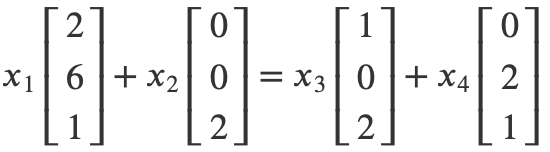 x₁ [2 6 1] + x₂ [0 0 2] = x₃ [1 0 2] + x₄ [0 2 1]